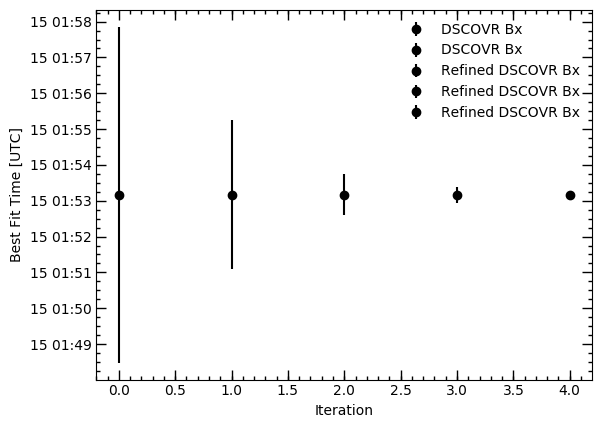 15 01:58
15 01:57
15 01:56
15 01:55
15 01:54
15 01:53
15 01:52
15 01:51
15 01:50
15 01:49
Best Fit Time [UTC]
DSCOVR Bx
DSCOVR Bx
Refined DSCOVR Bx
Refined DSCOVR Bx
Refined DSCOVR Bx
0.0 0.5 1.0 1.5 2.0 2.5 3.0 3.5 4.0
Iteration